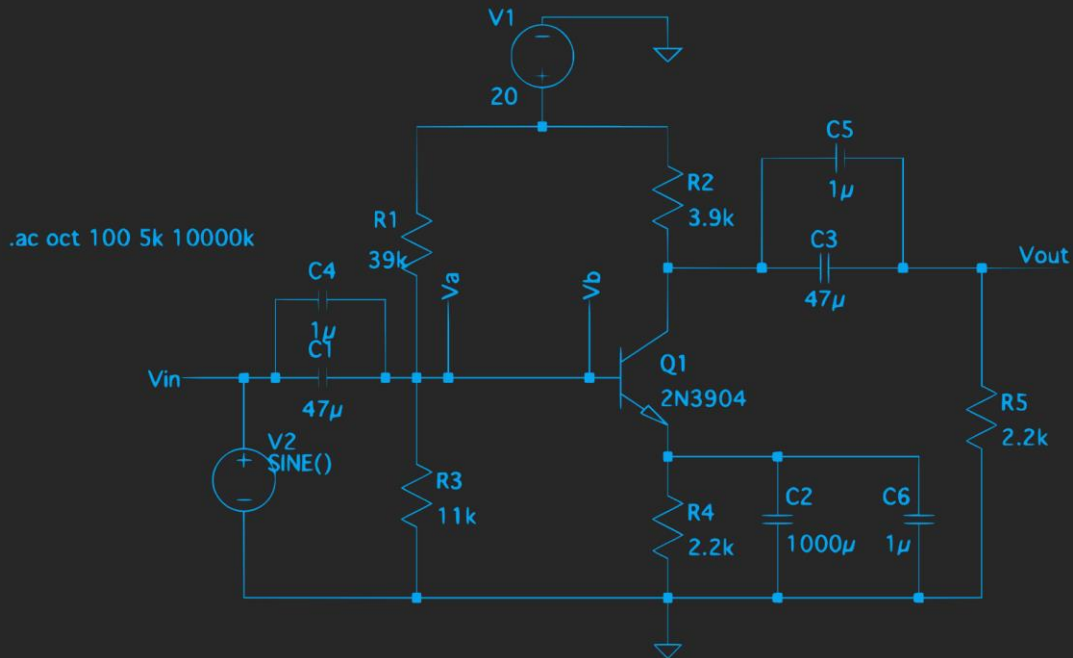 V1
20
C5
1µ
R2
3.9k
R1
39k
.ac oct 100 5k 10000k
C3
47µ
Vout
C4
1µ
Va
Vb
C1
47µ
Vin
Q1
2N3904
R5
2.2k
V2
SINE()
R3
11k
R4
2.2k
C2
1000µ
C6
1µ